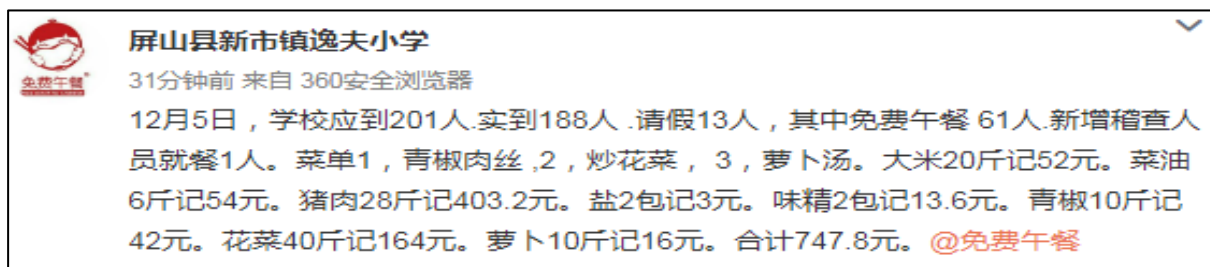 屏山县新市镇逸夫小学
31分钟前 来自 360安全浏览器
12月5日，学校应到201人.实到188人 .请假13人，其中免费午餐 61人.新增稽查人
员就餐1人。菜单1，青椒肉丝 ,2，炒花菜， 3，萝卜汤。大米20斤记52元。菜油
6斤记54元。猪肉28斤记403.2元。盐2包记3元。味精2包记13.6元。青椒10斤记
42元。花菜40斤记164元。萝卜10斤记16元。合计747.8元。@免费午餐
免费午餐